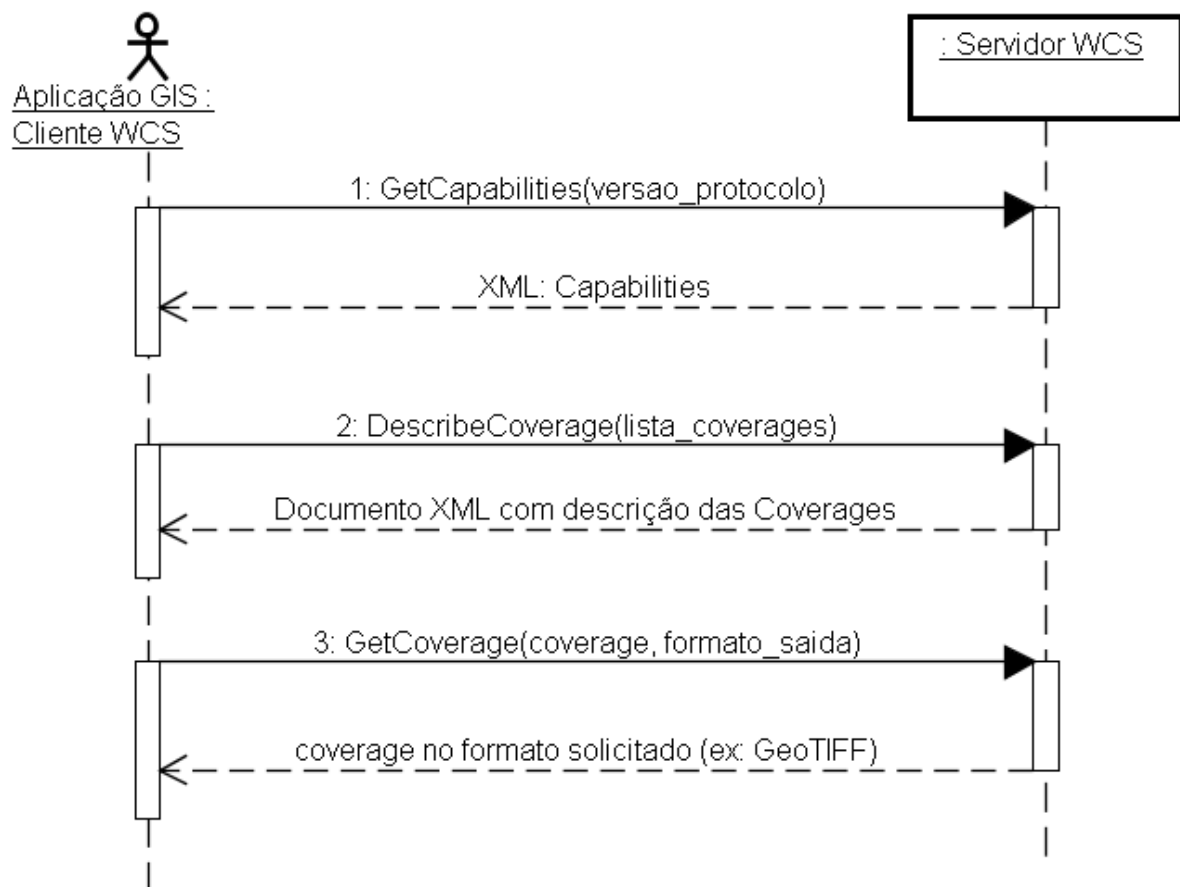 Aplicação GIS :
Cliente WCS
: Servidor WCS
1: GetCapabilities(versao_protocolo)
XML: Capabilities
2: DescribeCoverage(lista_coverages)
Documento XML com descrição das Coverages
3: GetCoverage(coverage, formato_saida)
coverage no formato solicitado (ex: GeoTIFF)